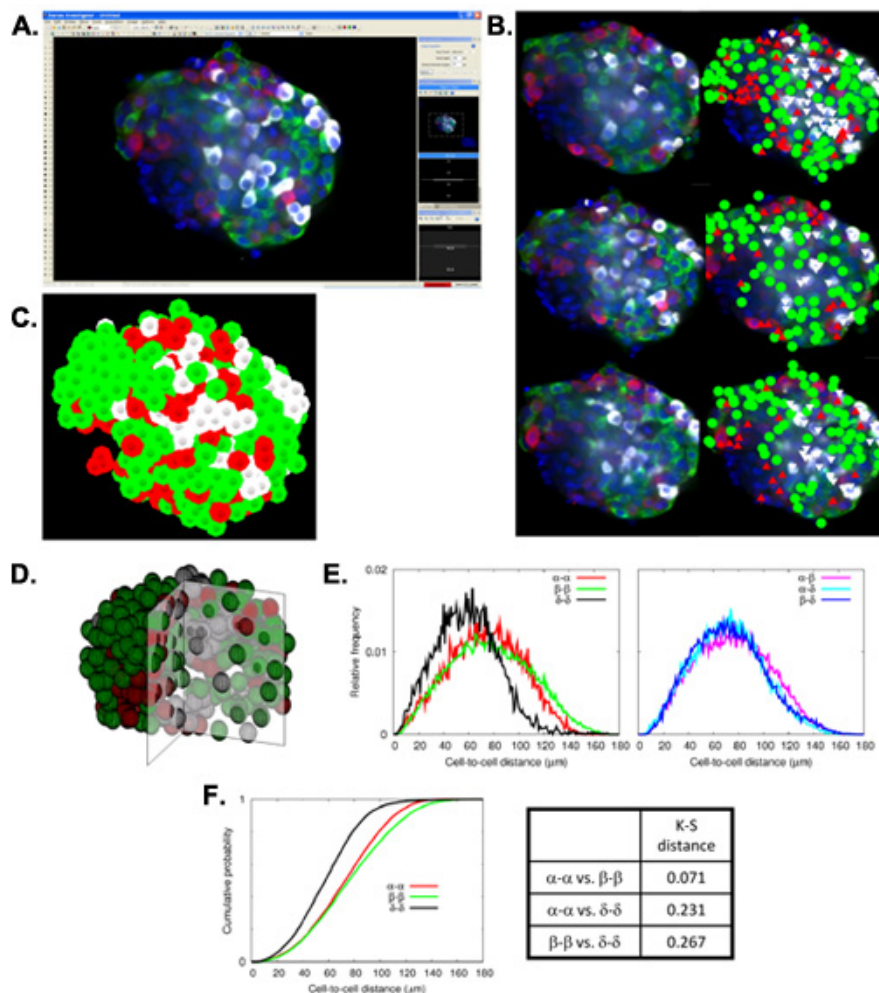 A.
B.
C.
D.
E.
Relative frequency
0.02
0.01
0
α-α
β-β
δ-δ
0 20 40 60 80 100 120 140 160 180
Cell-to-cell distance (μm)
α-β
α-δ
β-δ
0 20 40 60 80 100 120 140 160 180
Cell-to-cell distance (μm)
F.
Cumulative probability
1
0
α-α
β-β
δ-δ
0 20 40 60 80 100 120 140 160 180
Cell-to-cell distance (μm)
K-S
distance
α-α vs. β-β 0.071
α-α vs. δ-δ 0.231
β-β vs. δ-δ 0.267